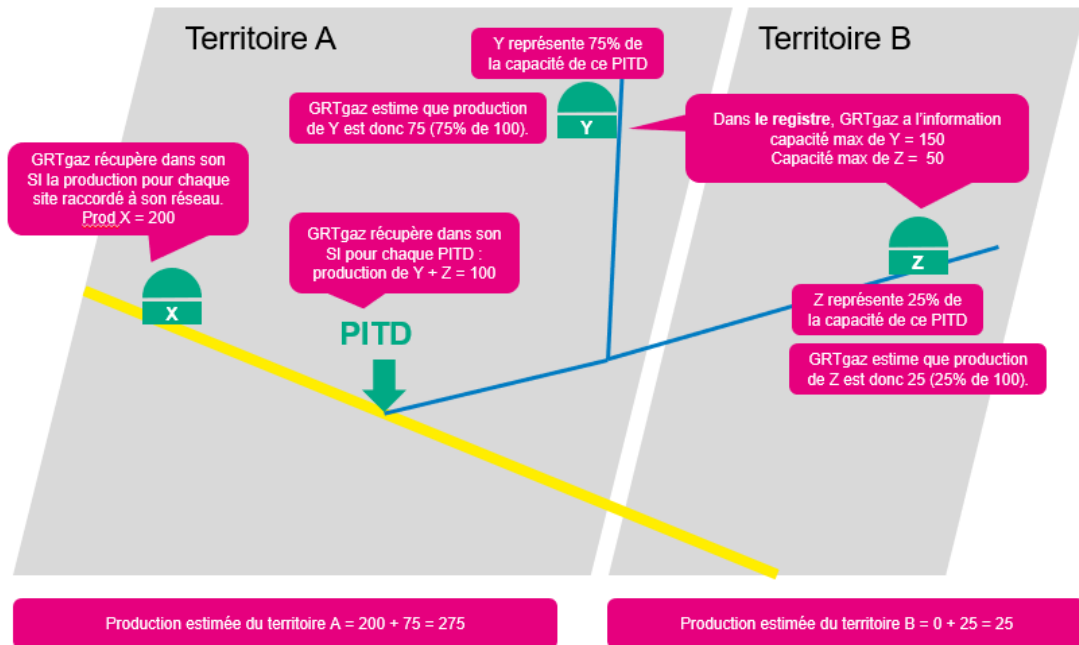 Territoire A
Territoire B
Y représente 75% de
la capacité de ce PITD
GRTgaz estime que production
de Y est donc 75 (75% de 100).
Y
Dans le registre, GRTgaz a l'information
capacité max de Y = 150
Capacité max de Z =  50
GRTgaz récupère dans son
SI la production pour chaque
site raccordé à son réseau.
Prod X = 200
GRTgaz récupère dans son
SI pour chaque PITD :
production de Y + Z = 100
X
Z
PITD
Z représente 25% de
la capacité de ce PITD
GRTgaz estime que production
de Z est donc 25 (25% de 100).
Production estimée du territoire A = 200 + 75 = 275
Production estimée du territoire B = 0 + 25 = 25